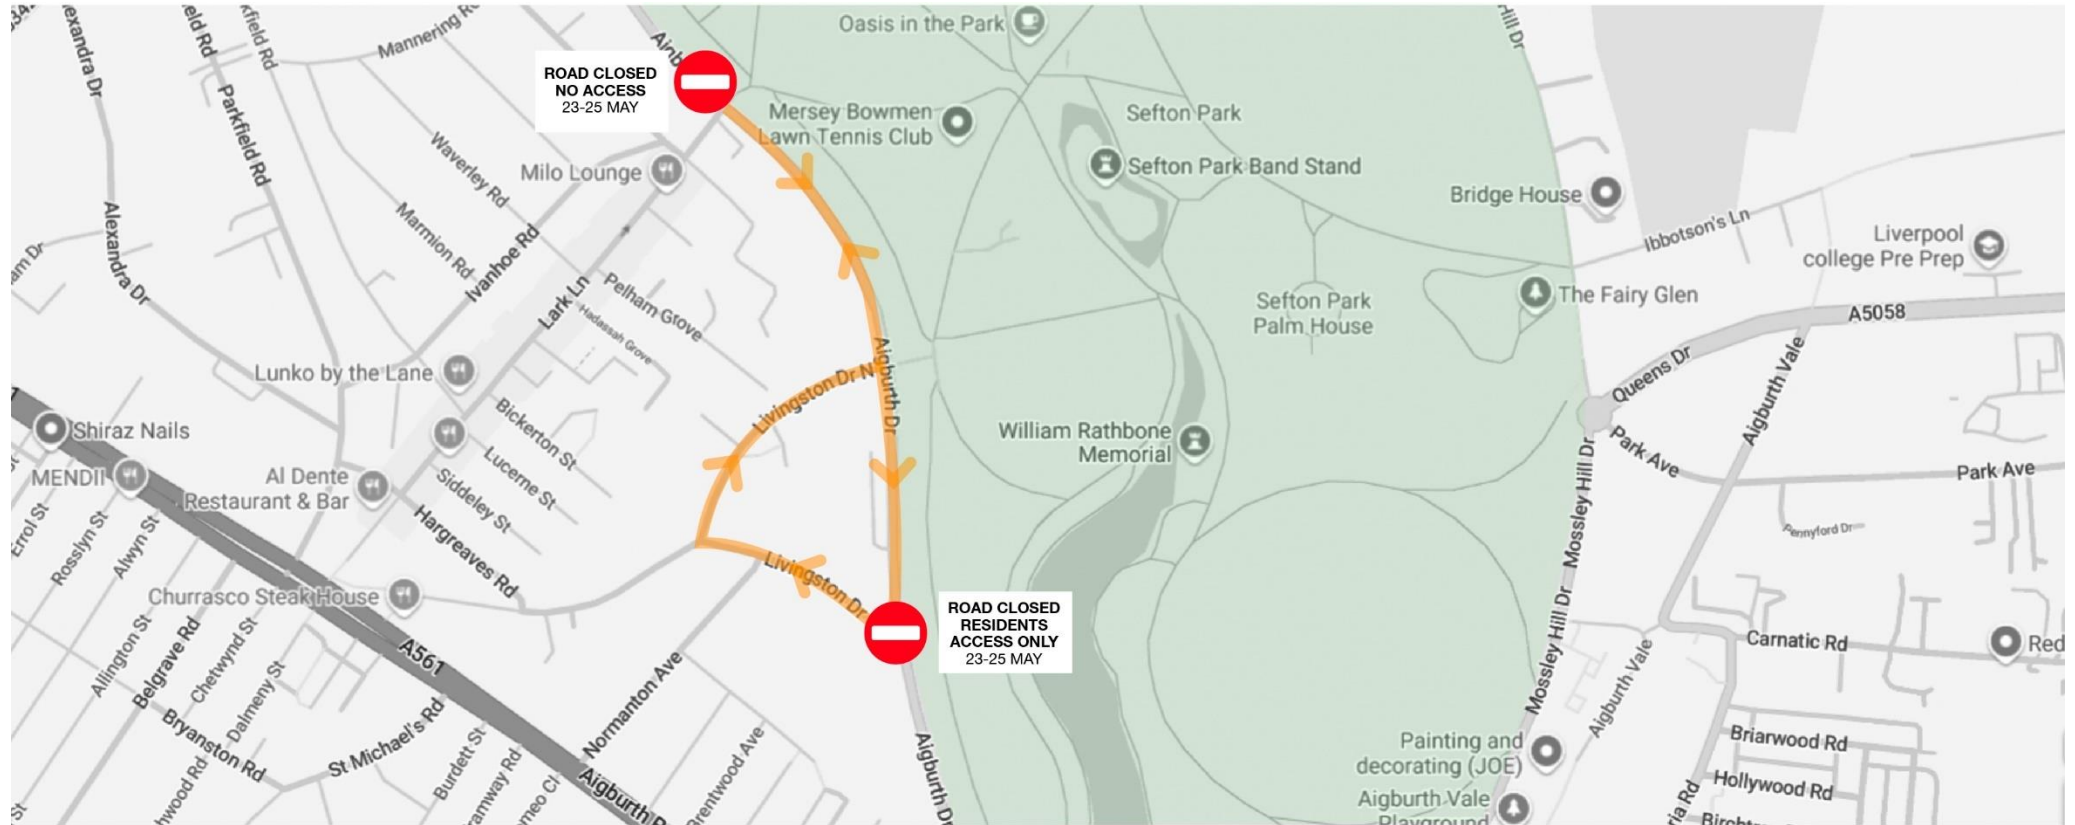 Mannering Rd
Oasis in the Park
Hill Dr
ROAD CLOSED
NO ACCESS
23-25 MAY
Parkfield Rd
Mersey Bowmen
Lawn Tennis Club
Sefton Park
Sefton Park Band Stand
Waverley Rd
Milo Lounge
Bridge House
Ibbotson's Ln
Liverpool
college Pre Prep
Alexandra Dr
Marmion Rd
Ivanhoe Rd
Lark Ln
Pelham Grove
Hadassah Grove
Sefton Park
Palm House
The Fairy Glen
A5058
Queens Dr
Aigburth Vale
Lunko by the Lane
Livingston Dr N
Aigburth Dr
Shiraz Nails
MENDII
Bickerton St
Lucerne St
Siddeley St
Al Dente
Restaurant & Bar
Hargreaves Rd
William Rathbone
Memorial
Mossley Hill Dr
Park Ave
Park Ave
Pennyford Dr
Errol St
Rosslyn St
Alwyn St
Churrasco Steak House
Livingston Dr
ROAD CLOSED
RESIDENTS
ACCESS ONLY
23-25 MAY
Mossley Hill Dr
Aigburth Vale
Carnatic Rd
Red
Allington St
Belgrave Rd
Chetwynd St
Dalmeny St
Bryanston Rd
St Michael's Rd
A561
Normanton Ave
Burdett St
Aigburth Dr
Painting and
decorating (JOE)
Aigburth Vale
Playground
Briarwood Rd
Hollywood Rd